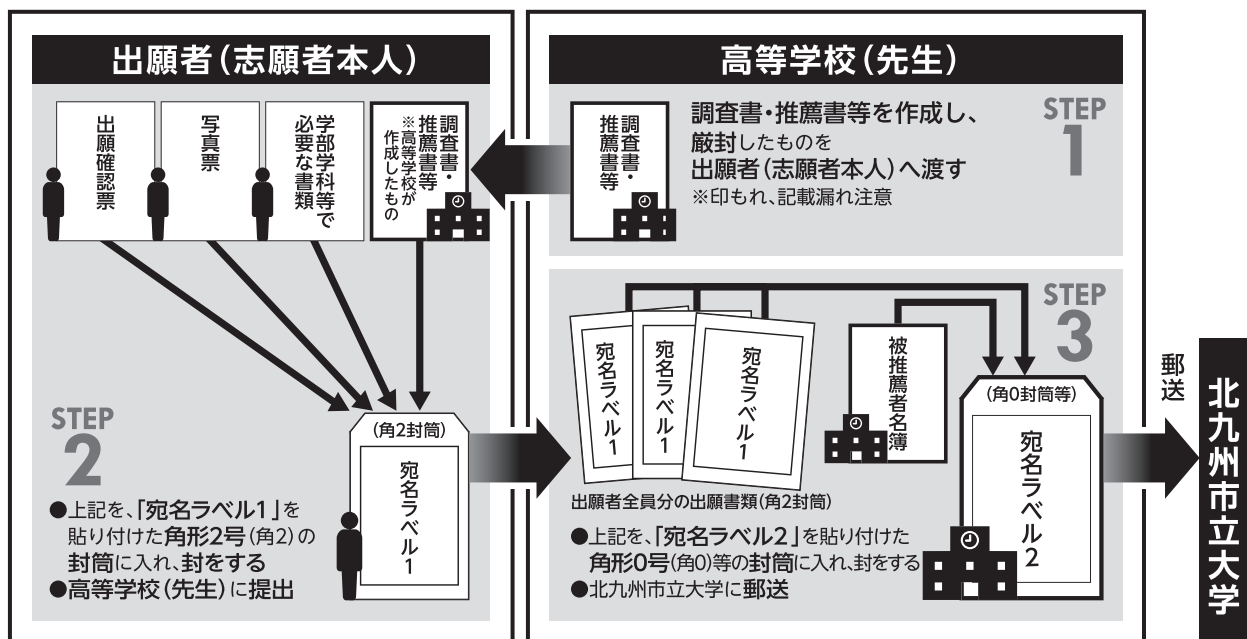 出願者（志願者本人）
出願確認票
写真票
学部学科等で
必要な書類
調査書・
推薦書等
※高等学校が
作成したもの
STEP
2
●上記を、「宛名ラベル1」を
貼り付けた角形2号（角2）の
封筒に入れ、封をする
●高等学校（先生）に提出
（角2封筒）
宛名ラベル1
高等学校（先生）
調査書・
推薦書等
調査書・推薦書等を作成し、
厳封したものを
出願者（志願者本人）へ渡す
※印もれ、記載漏れ注意
STEP
1
宛名ラベル1
宛名ラベル1
宛名ラベル1
出願者全員分の出願書類（角2封筒）
被推薦者名簿
STEP
3
（角0封筒等）
宛名ラベル2
●上記を、「宛名ラベル2」を貼り付けた
角形0号（角0）等の封筒に入れ、封をする
●北九州市立大学に郵送
郵送
北九州市立大学